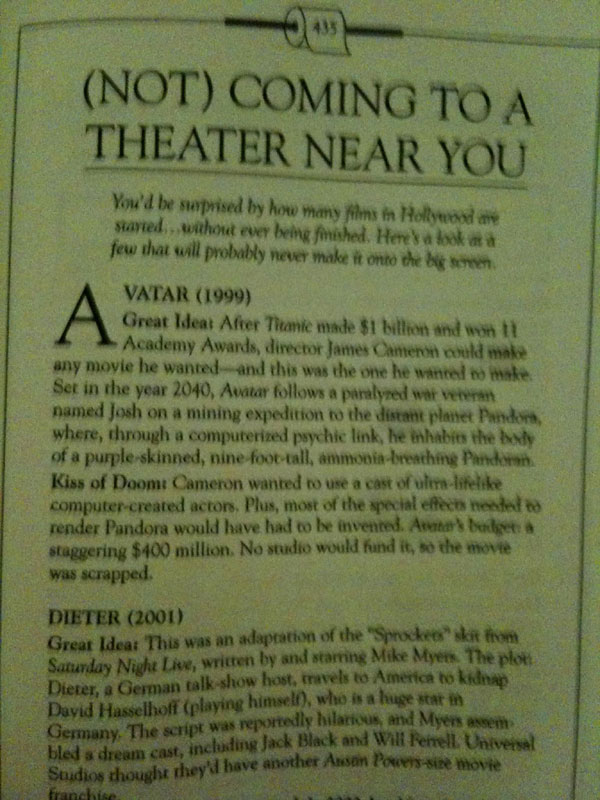 435
(NOT) COMING TO A
THEATER NEAR YOU
You'd be surprised by how many films in Hollywood are
started...without ever being finished. Here's a look at a
few that will probably never make it onto the big screen.
AVATAR (1999)
Great Idea: After Titanic made $1 billion and won 11
Academy Awards, director James Cameron could make
any movie he wanted—and this was the one he wanted to make.
Set in the year 2040, Avatar follows a paralyzed war veteran
named Josh on a mining expedition to the distant planet Pandora,
where, through a computerized psychic link, he inhabits the body
of a purple-skinned, nine-foot-tall, ammonia-breathing Pandoran.
Kiss of Doom: Cameron wanted to use a cast of ultra-lifelike
computer-created actors. Plus, most of the special effects needed to
render Pandora would have had to be invented. Avatar's budget: a
staggering $400 million. No studio would fund it, so the movie
was scrapped.
DIETER (2001)
Great Idea: This was an adaptation of the "Sprockets" skit from
Saturday Night Live, written by and starring Mike Myers. The plot:
Dieter, a German talk-show host, travels to America to kidnap
David Hasselhoff (playing himself), who is a huge star in
Germany. The script was reportedly hilarious, and Myers assem-
bled a dream cast, including Jack Black and Will Ferrell. Universal
Studios thought they'd have another Austin Powers-size movie
franchise.